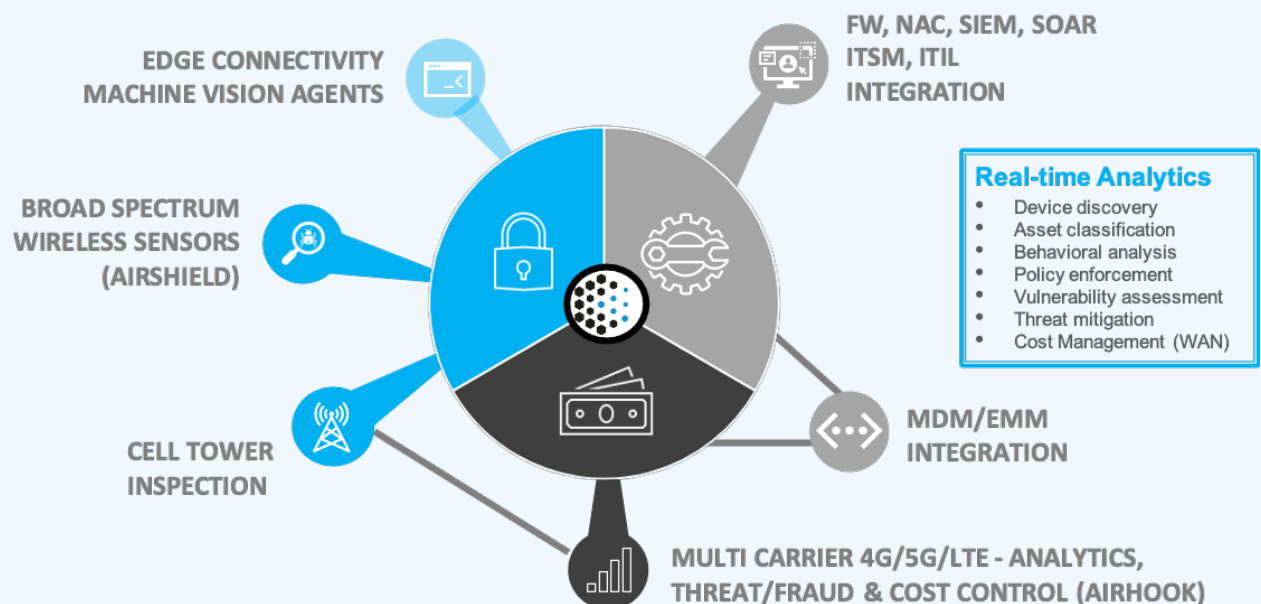 EDGE CONNECTIVITY
MACHINE VISION AGENTS
FW, NAC, SIEM, SOAR
ITSM, ITIL
INTEGRATION
BROAD SPECTRUM
WIRELESS SENSORS
(AIRSHIELD)
Real-time Analytics
• Device discovery
• Asset classification
• Behavioral analysis
• Policy enforcement
• Vulnerability assessment
• Threat mitigation
• Cost Management (WAN)
CELL TOWER
INSPECTION
MDM/EMM
INTEGRATION
MULTI CARRIER 4G/5G/LTE - ANALYTICS,
THREAT/FRAUD & COST CONTROL (AIRHOOK)